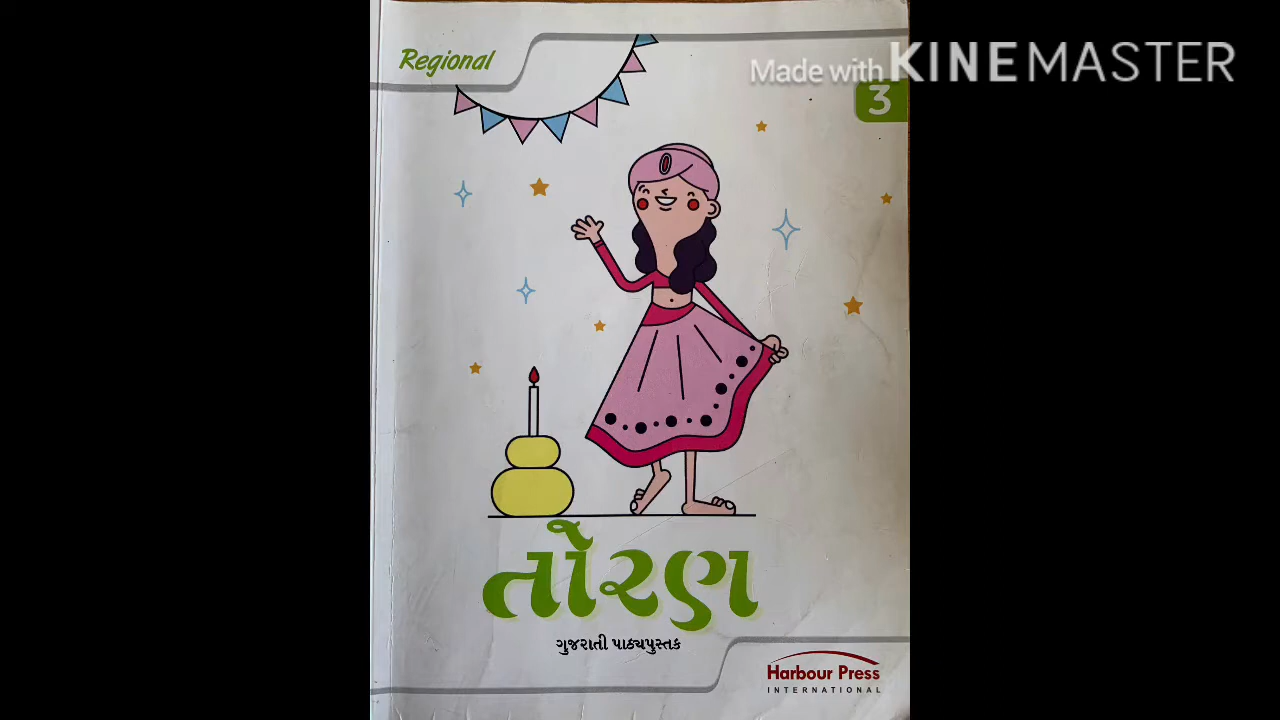 Regional
Made with KINEMASTER
3
તોરણ
ગુજરાતી પાઠ્યપુસ્તક
Harbour Press
INTERNATIONAL